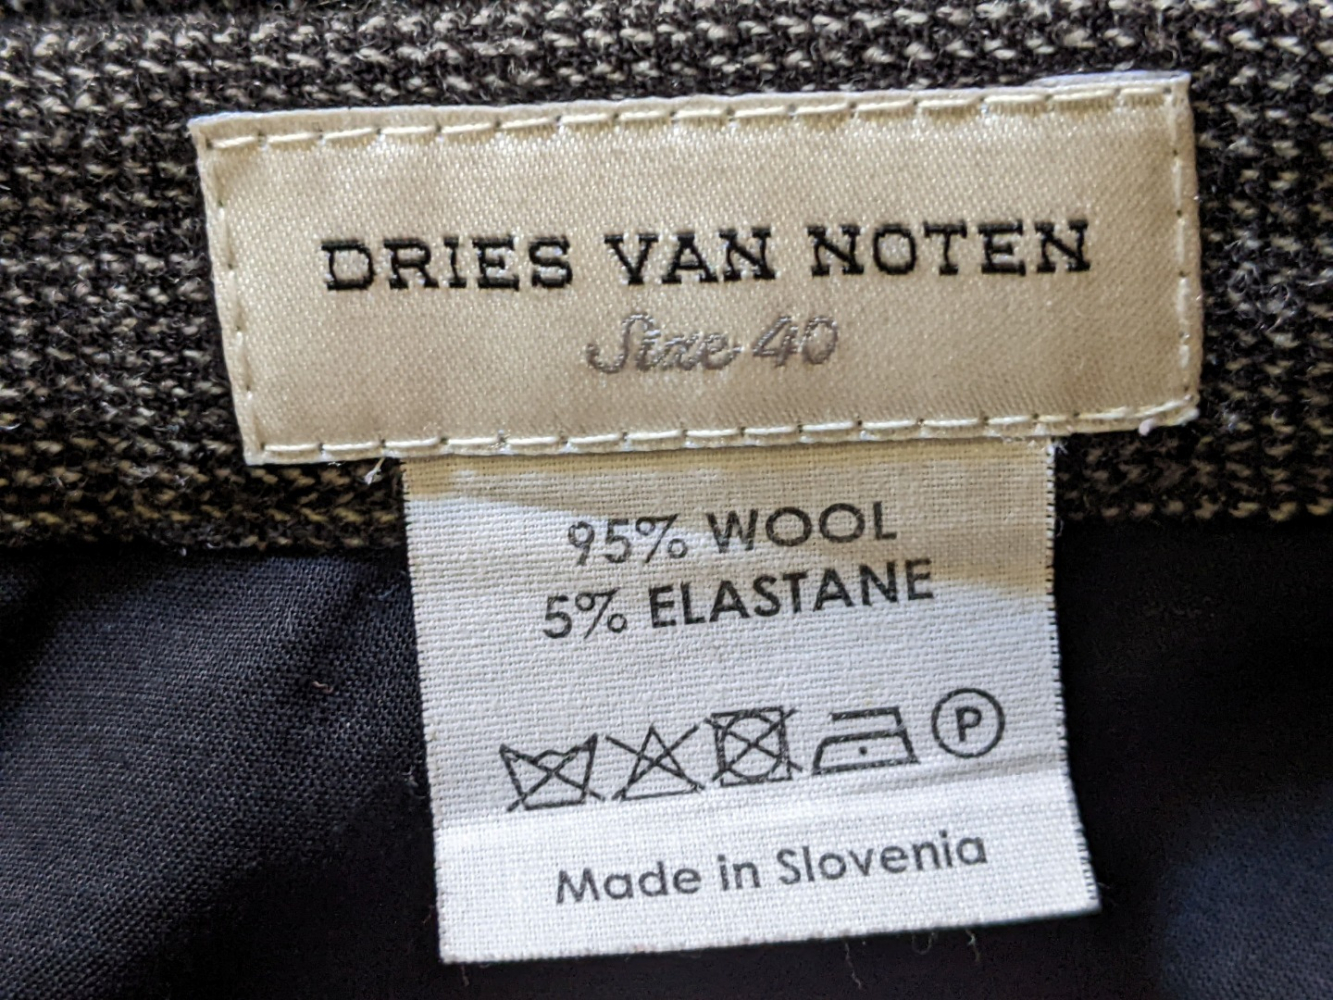 DRIES VAN NOTEN
Size 40
95% WOOL
5% ELASTANE
P
Made in Slovenia